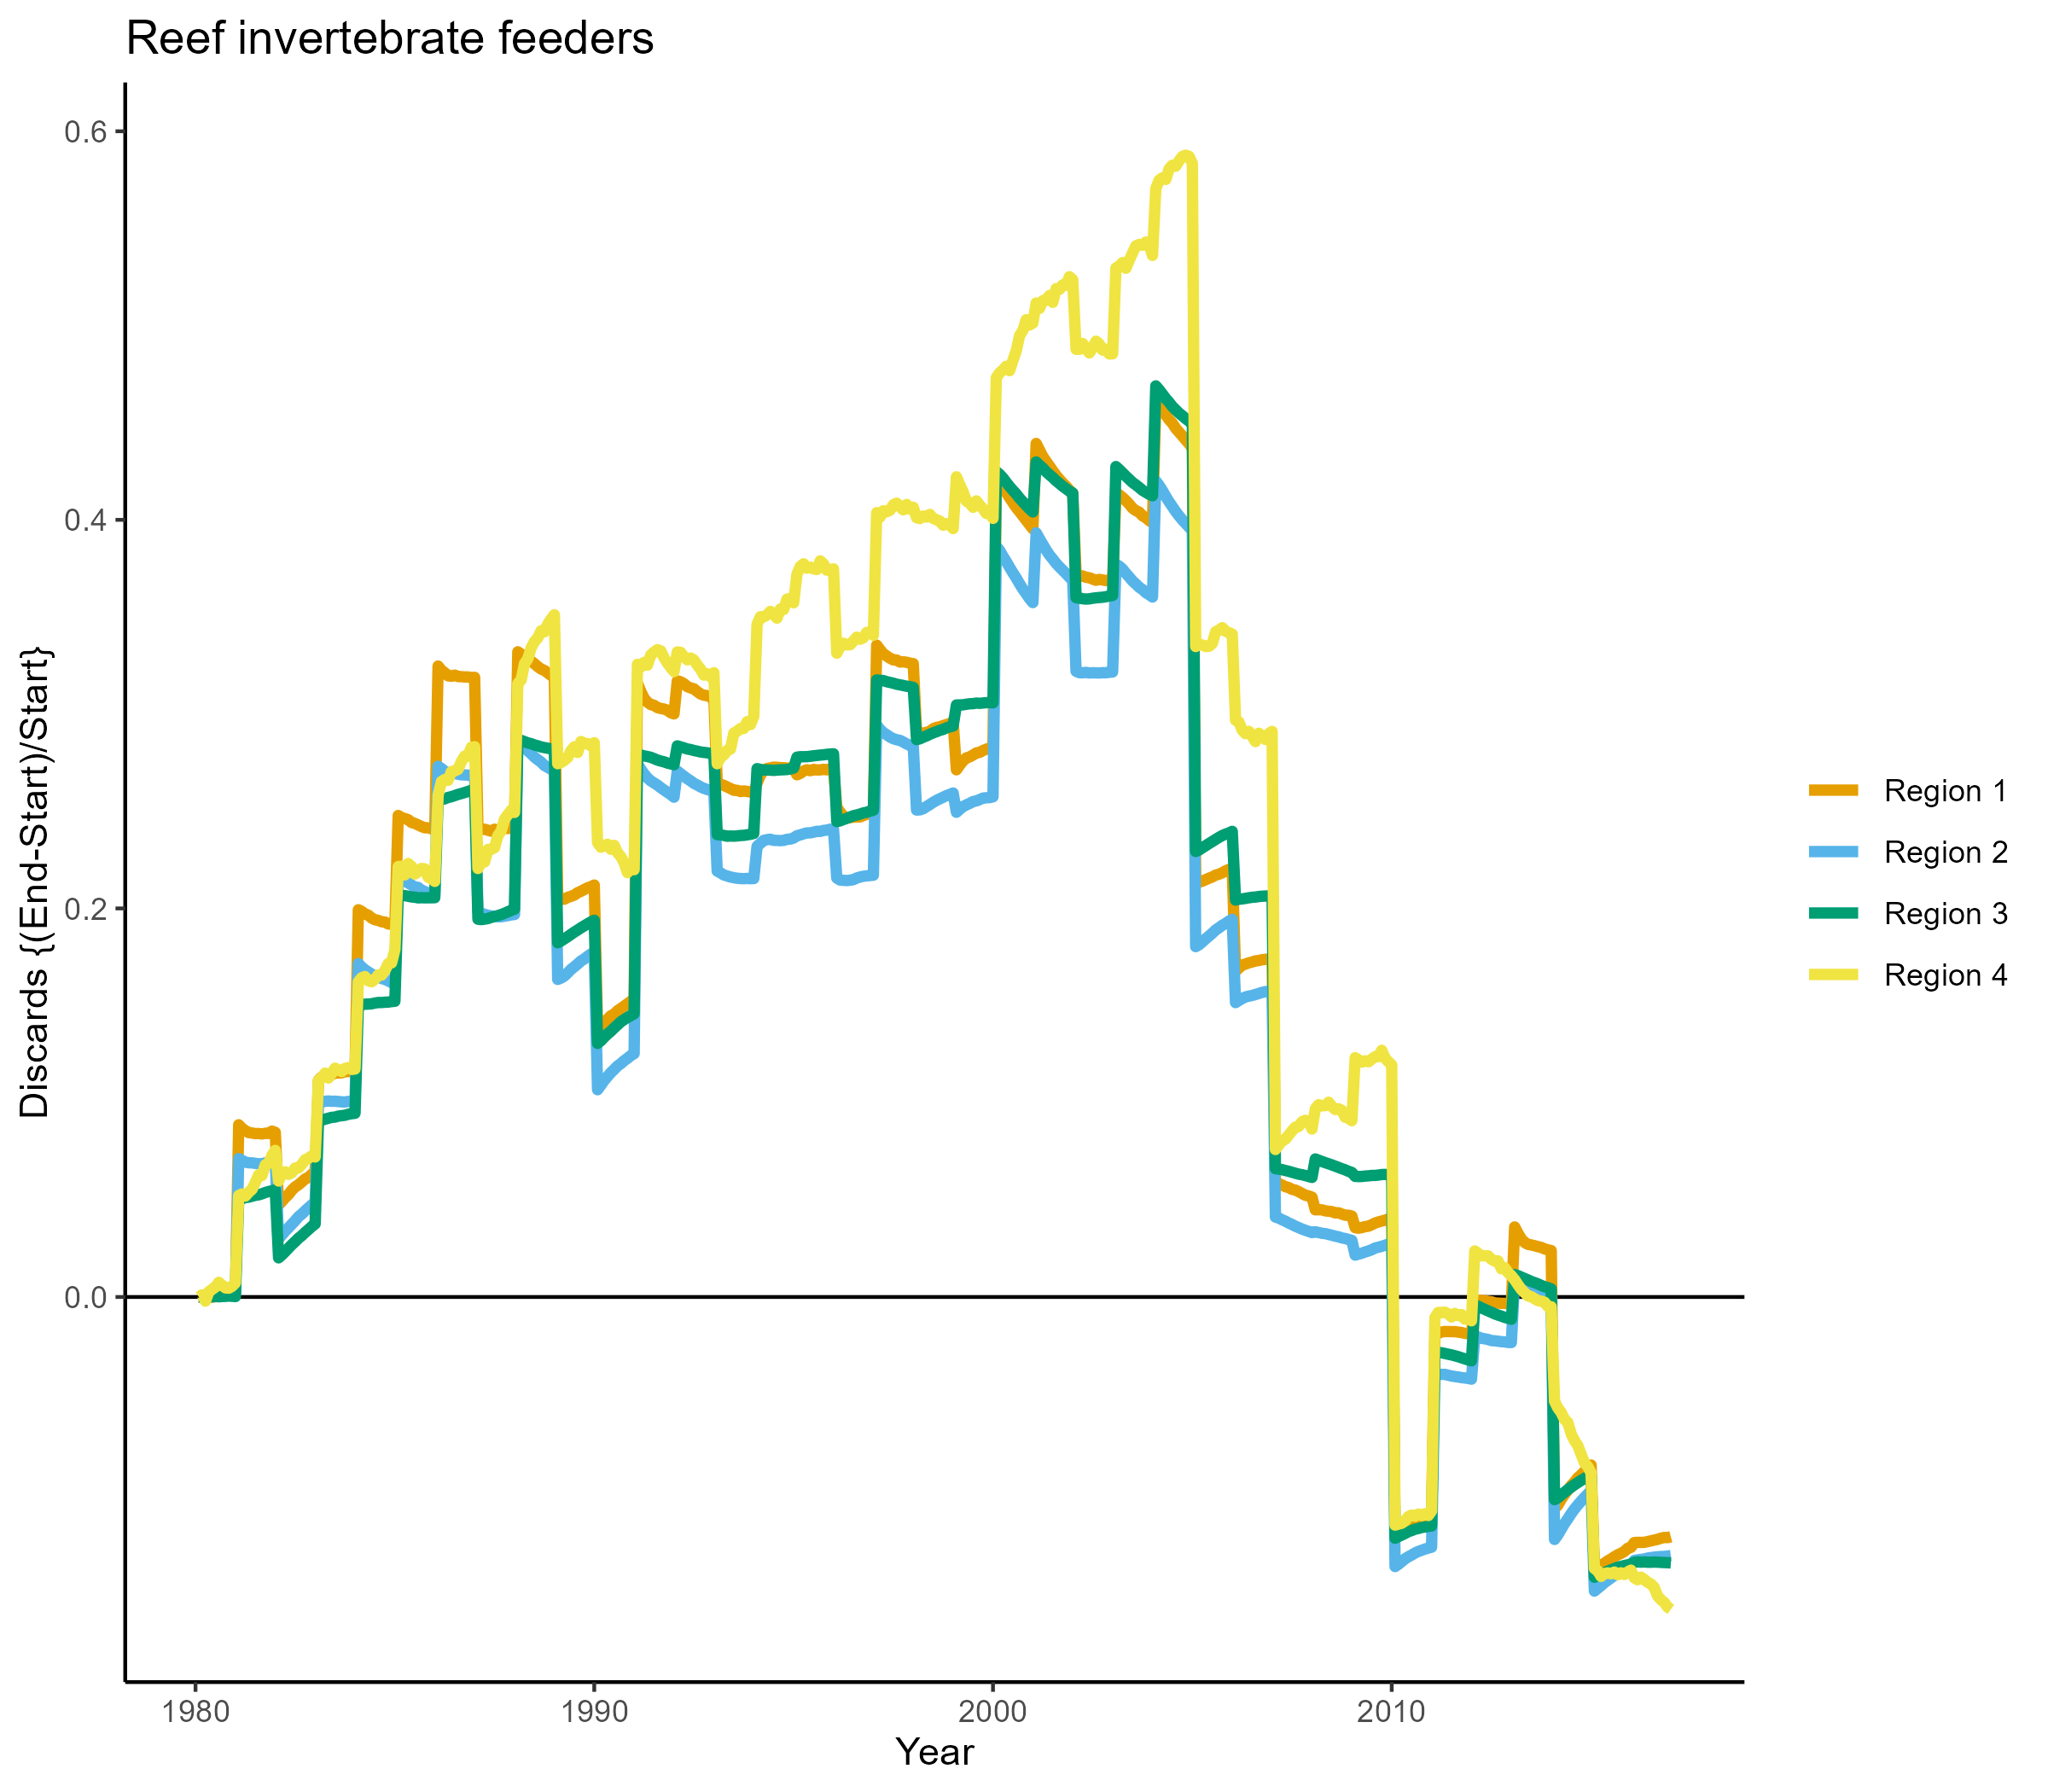 Reef invertebrate feeders
Discards {(End-Start)/Start}
0.6
0.4
0.2
0.0
1980
1990
2000
2010
Year
Region 1
Region 2
Region 3
Region 4